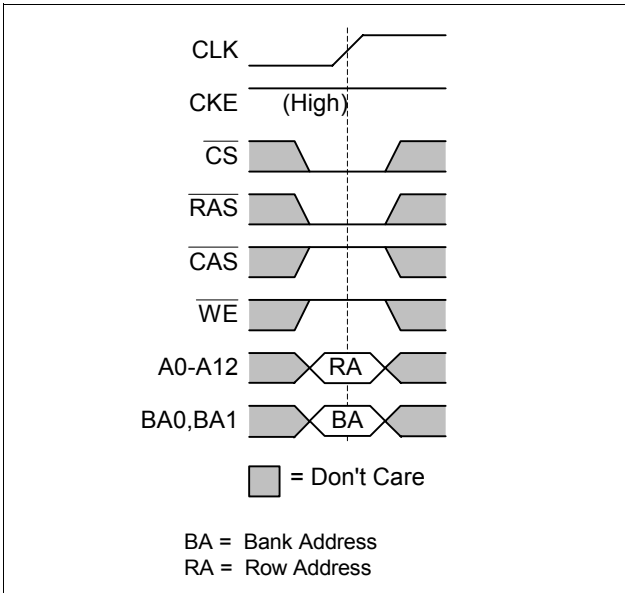 CLK
CKE (High)
CS
RAS
CAS
WE
A0-A12 RA
BA0,BA1 BA
= Don't Care
BA = Bank Address
RA = Row Address